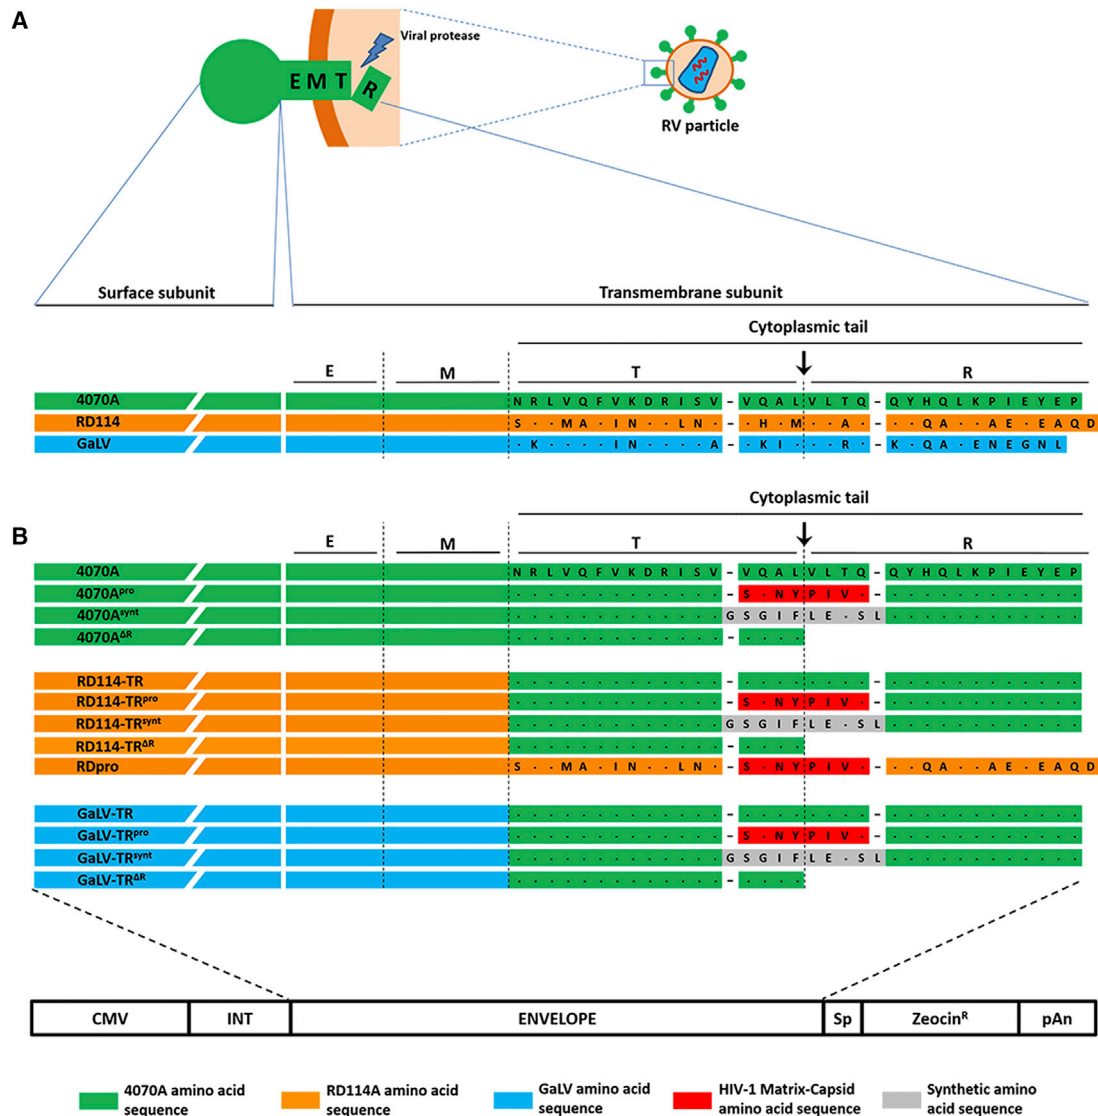 A
Viral protease
E M T R
RV particle
Surface subunit
Transmembrane subunit
Cytoplasmic tail
E M T R
4070A N R L V Q F V K D R I S V - V Q A L V L T Q - Q Y H Q L K P I E Y E P
RD114 S · · M A · I N · · L N · - · H · M · · A · - · · Q A · · A E · E A Q D
GaLV · K · · · · I N · · · · A - · K I · · · R · - K · Q A · E N E G N L
Cytoplasmic tail
B
E M T R
4070A N R L V Q F V K D R I S V - V Q A L V L T Q - Q Y H Q L K P I E Y E P
4070Apro · · · · · · · · · · · · · - S · N Y P I V · - · · · · · · · · · · · ·
4070Asynt · · · · · · · · · · · · · G S G I F L E · S L · · · · · · · · · · · ·
4070AΔR · · · · · · · · · · · · · - · · · ·
RD114-TR · · · · · · · · · · · · · - · · · · · · · · - · · · · · · · · · · · ·
RD114-TRpro · · · · · · · · · · · · · - S · N Y P I V · - · · · · · · · · · · · ·
RD114-TRsynt · · · · · · · · · · · · · G S G I F L E · S L · · · · · · · · · · · ·
RD114-TRΔR · · · · · · · · · · · · · - · · · ·
RDpro S · · M A · I N · · L N · - S · N Y P I V · - · · Q A · · A E · E A Q D
GaLV-TR · · · · · · · · · · · · · - · · · · · · · · - · · · · · · · · · · · ·
GaLV-TRpro · · · · · · · · · · · · · - S · N Y P I V · - · · · · · · · · · · · ·
GaLV-TRsynt · · · · · · · · · · · · · G S G I F L E · S L · · · · · · · · · · · ·
GaLV-TRΔR · · · · · · · · · · · · · - · · · ·
CMV INT ENVELOPE Sp ZeocinR pAn
4070A amino acid sequence
RD114A amino acid sequence
GaLV amino acid sequence
HIV-1 Matrix-Capsid amino acid sequence
Synthetic amino acid sequence